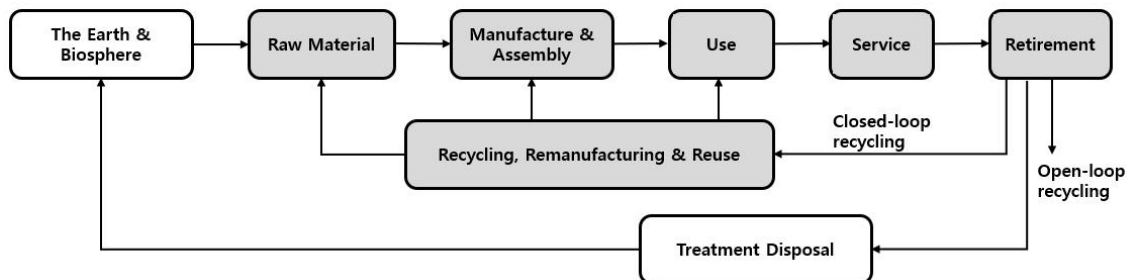 The Earth &
Biosphere
Raw Material
Manufacture &
Assembly
Use
Service
Retirement
Closed-loop
recycling
Recycling, Remanufacturing & Reuse
Open-loop
recycling
Treatment Disposal